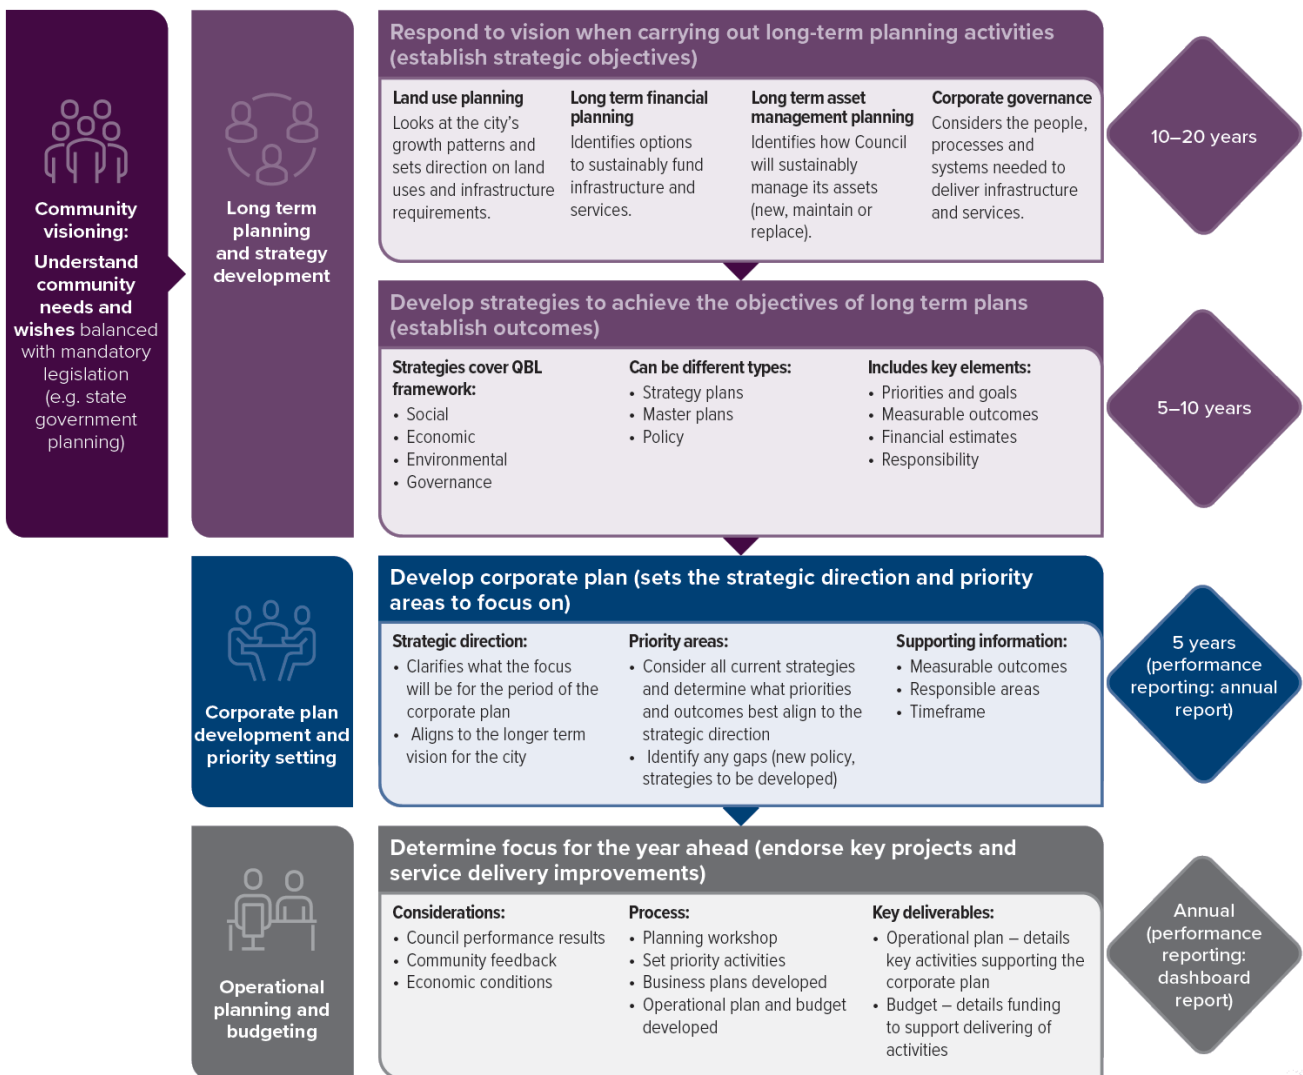 Community
visioning:
Understand
community
needs and
wishes balanced
with mandatory
legislation
(e.g. state
government
planning)
Long term
planning
and strategy
development
Respond to vision when carrying out long-term planning activities
(establish strategic objectives)
Land use planning
Looks at the city’s
growth patterns and
sets direction on land
uses and infrastructure
requirements.
Long term financial
planning
Identifies options
to sustainably fund
infrastructure and
services.
Long term asset
management planning
Identifies how Council
will sustainably
manage its assets
(new, maintain or
replace).
Corporate governance
Considers the people,
processes and
systems needed to
deliver infrastructure
and services.
10–20 years
Develop strategies to achieve the objectives of long term plans
(establish outcomes)
Strategies cover QBL
framework:
• Social
• Economic
• Environmental
• Governance
Can be different types:
• Strategy plans
• Master plans
• Policy
Includes key elements:
• Priorities and goals
• Measurable outcomes
• Financial estimates
• Responsibility
5–10 years
Corporate plan
development and
priority setting
Develop corporate plan (sets the strategic direction and priority
areas to focus on)
Strategic direction:
• Clarifies what the focus
will be for the period of the
corporate plan
• Aligns to the longer term
vision for the city
Priority areas:
• Consider all current strategies
and determine what priorities
and outcomes best align to the
strategic direction
• Identify any gaps (new policy,
strategies to be developed)
Supporting information:
• Measurable outcomes
• Responsible areas
• Timeframe
5 years
(performance
reporting: annual
report)
Operational
planning and
budgeting
Determine focus for the year ahead (endorse key projects and
service delivery improvements)
Considerations:
• Council performance results
• Community feedback
• Economic conditions
Process:
• Planning workshop
• Set priority activities
• Business plans developed
• Operational plan and budget
developed
Key deliverables:
• Operational plan – details
key activities supporting the
corporate plan
• Budget – details funding
to support delivering of
activities
Annual
(performance
reporting:
dashboard
report)